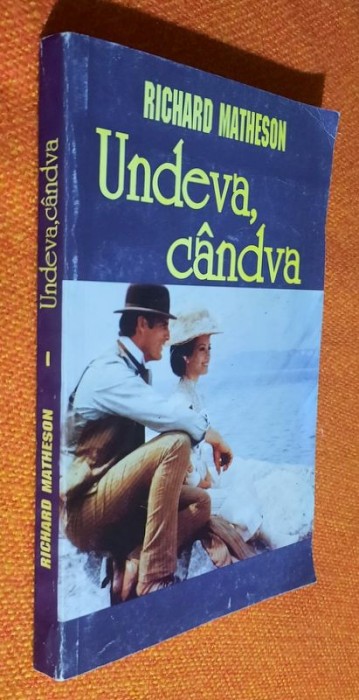 RICHARD MATHESON
Undeva,
cândva
RICHARD MATHESON - Undeva, cândva